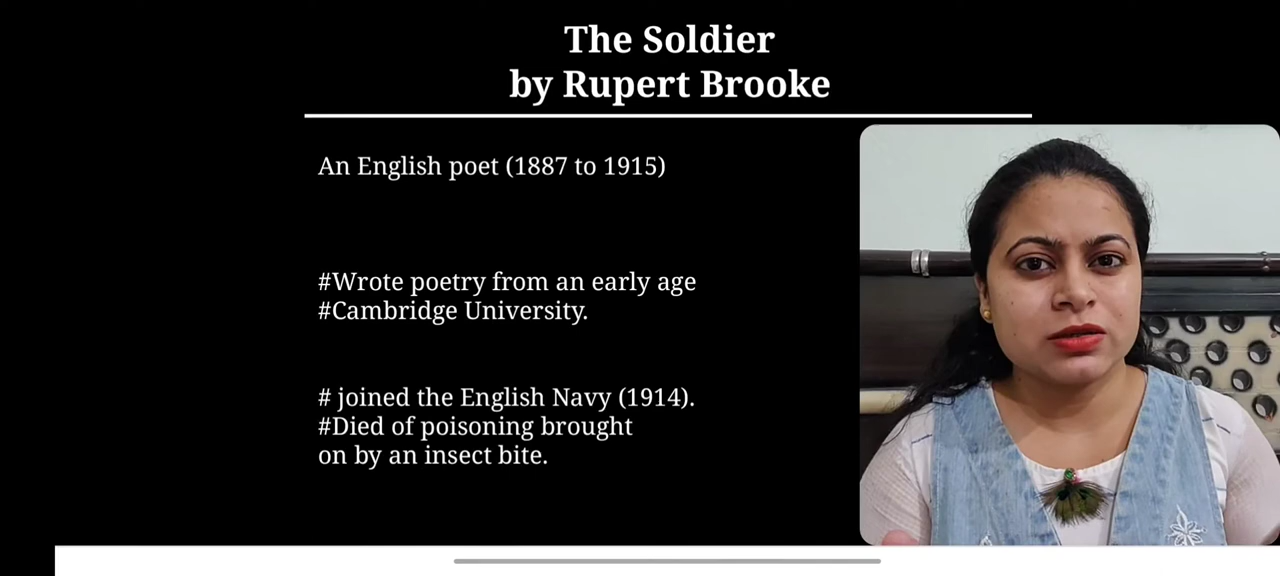 The Soldier
by Rupert Brooke
An English poet (1887 to 1915)
#Wrote poetry from an early age
#Cambridge University.
# joined the English Navy (1914).
#Died of poisoning brought
on by an insect bite.